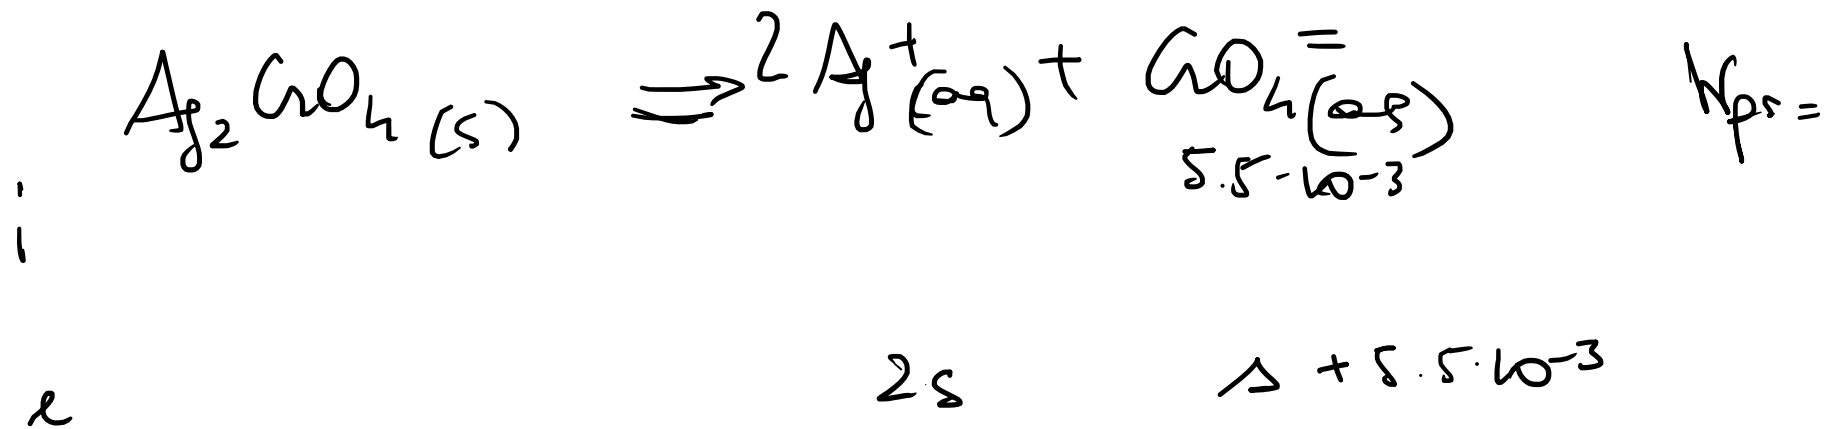 Ag₂CrO₄ (s) ⇌ 2 Ag⁺(aq) + CrO₄⁼(aq) Kps =
5.5·10⁻³
i
e 2s s + 5.5·10⁻³